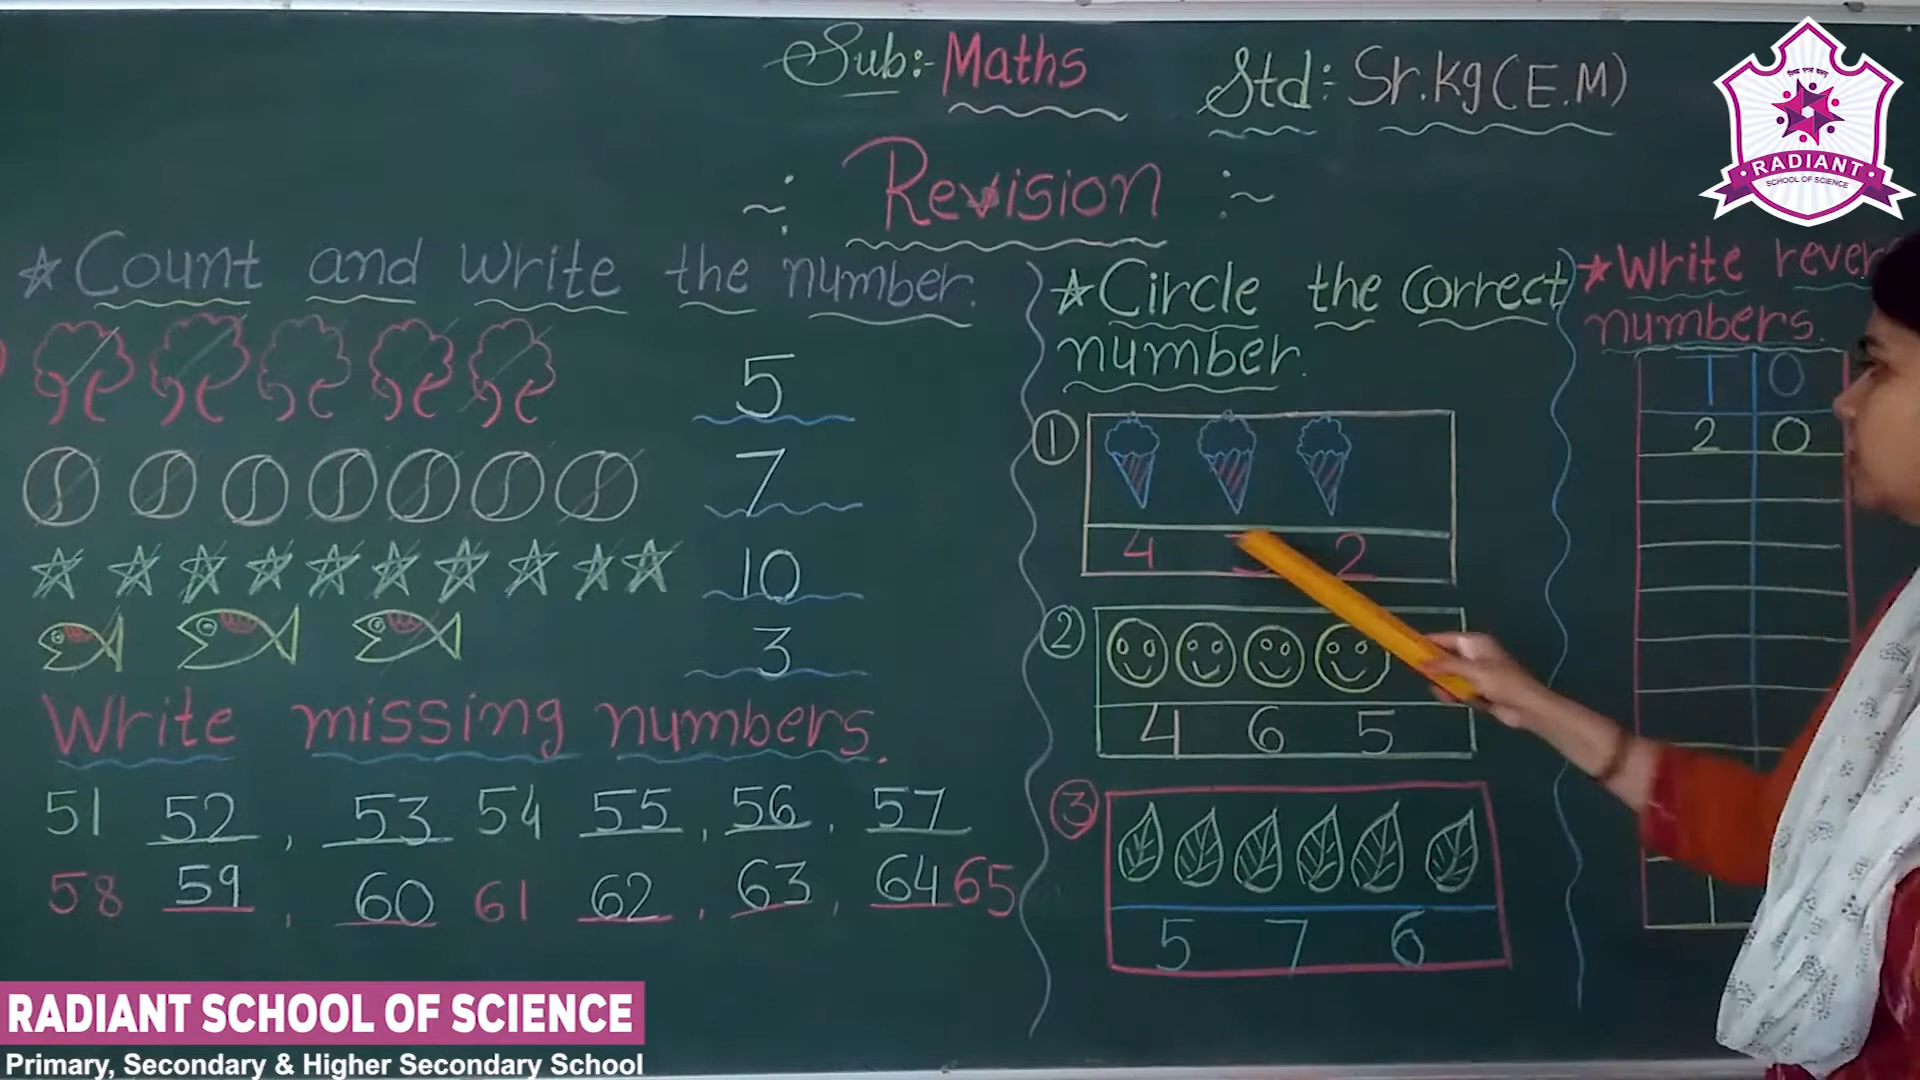 Sub:- Maths
Std:- Sr.kg (E.M)
RADIANT
SCHOOL OF SCIENCE
Revision
Count and write the number.
5
7
10
3
Write missing numbers.
51 52, 53 54 55, 56, 57
58 59, 60 61 62, 63, 64 65
Circle the correct
number.
1
4 3 2
2
4 6 5
3
5 7 6
Write rever
numbers.
T O
2 0
1
RADIANT SCHOOL OF SCIENCE
Primary, Secondary & Higher Secondary School